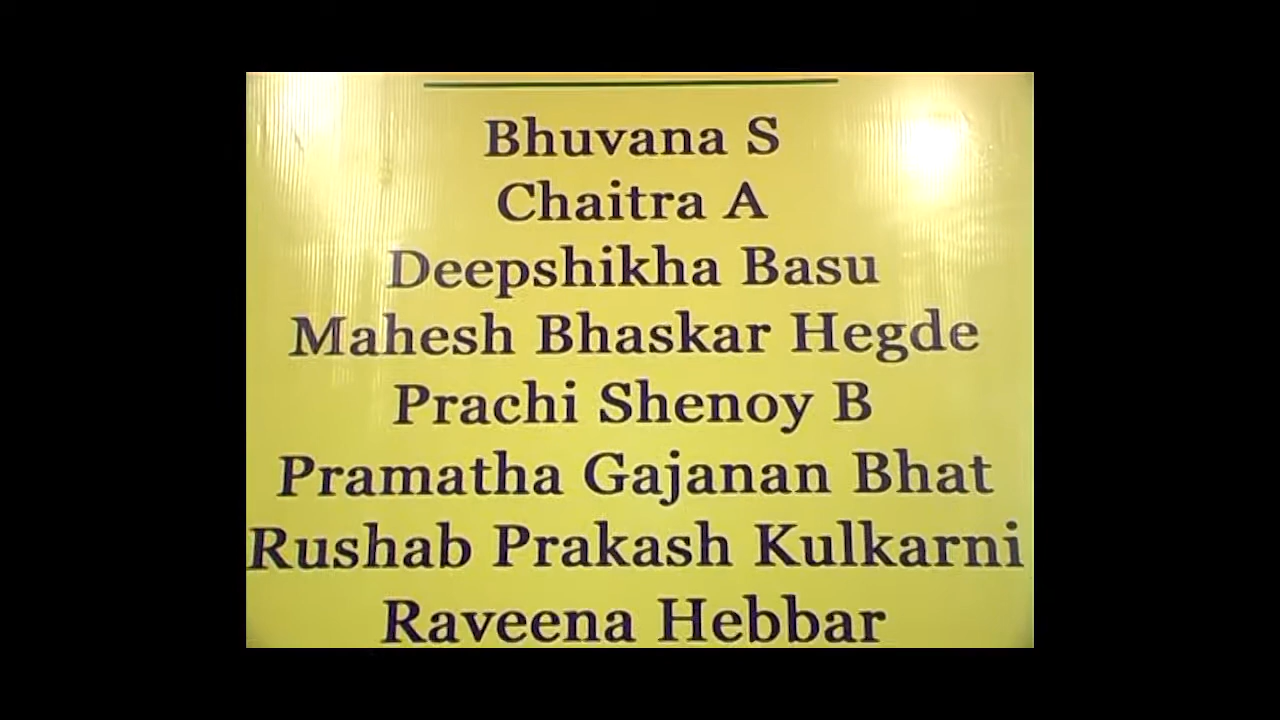 Bhuvana S
Chaitra A
Deepshikha Basu
Mahesh Bhaskar Hegde
Prachi Shenoy B
Pramatha Gajanan Bhat
Rushab Prakash Kulkarni
Raveena Hebbar